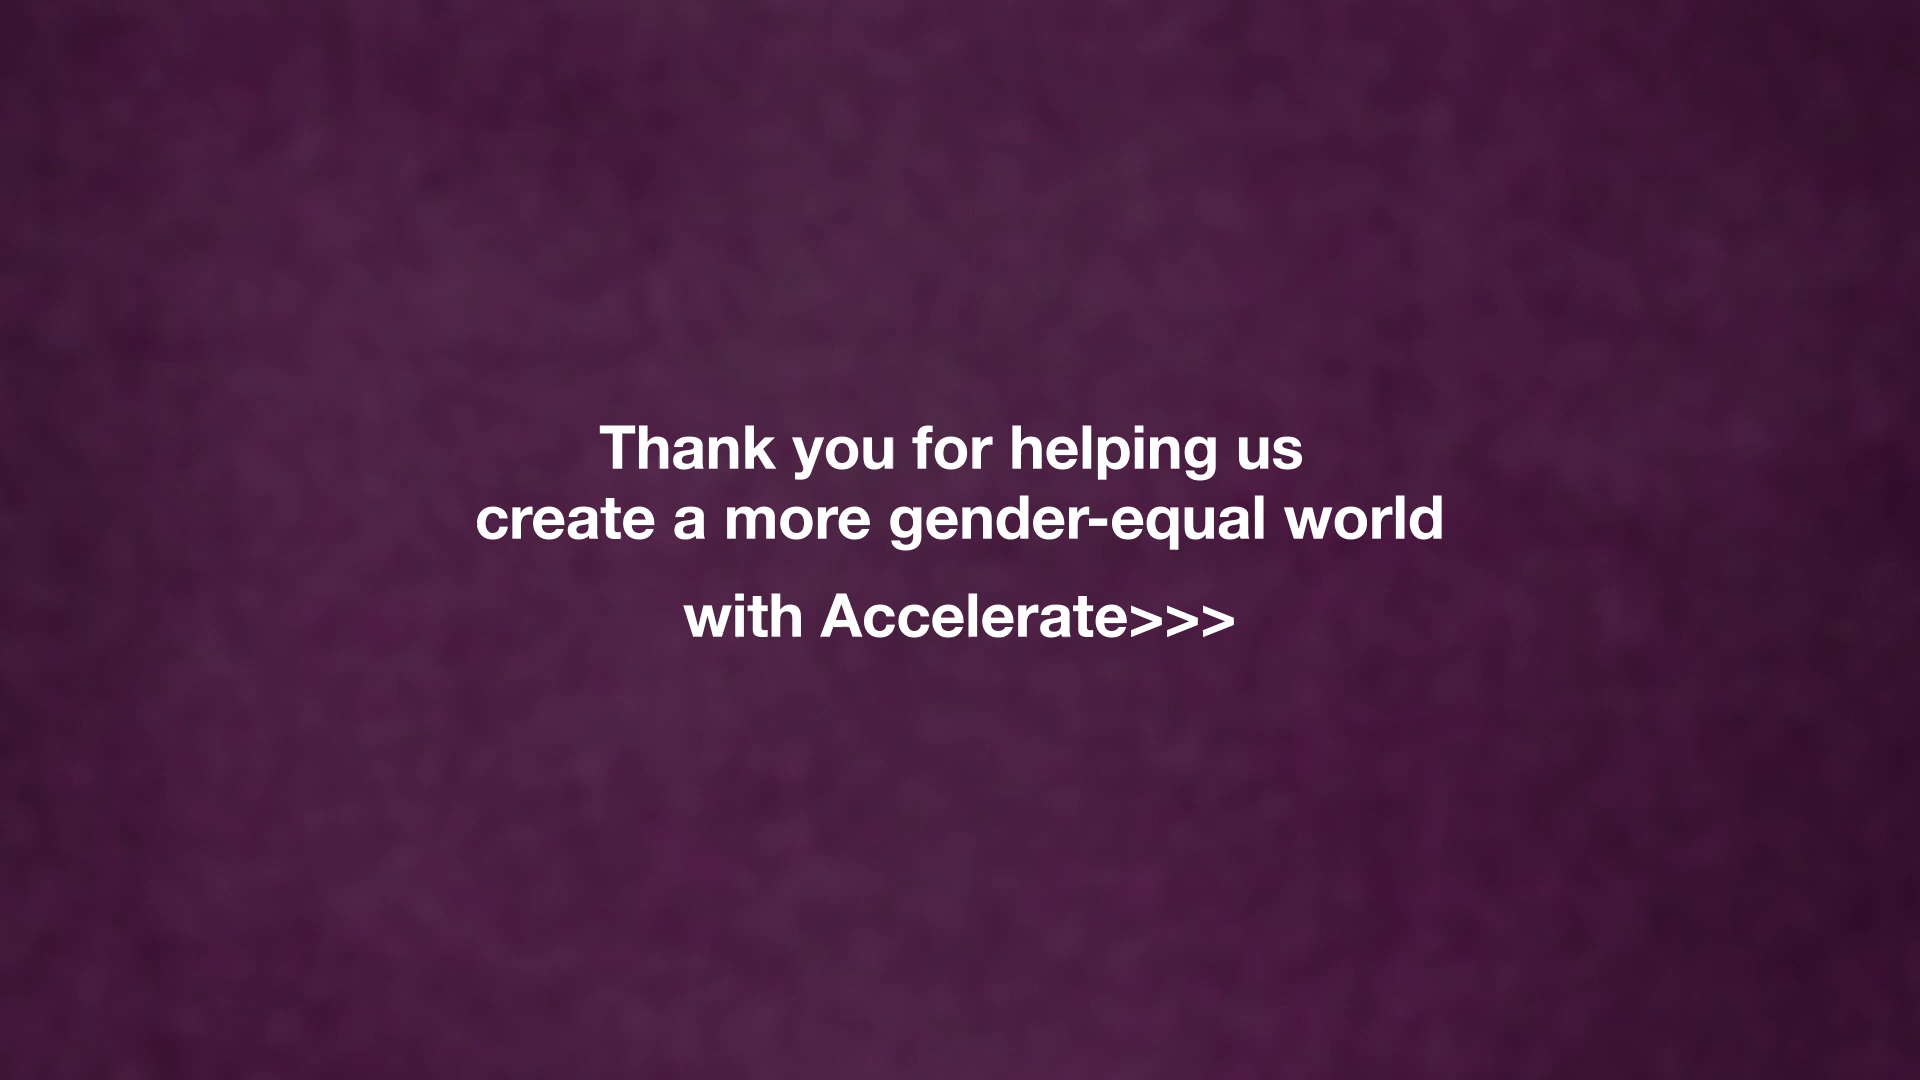 Thank you for helping us
create a more gender-equal world
with Accelerate>>>